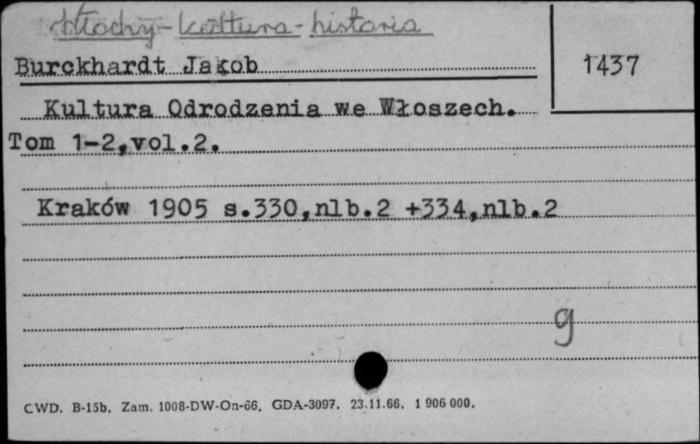 Włochy - kultura - historia
Burckhardt Jakob
1437
Kultura Odrodzenia we Włoszech.
Tom 1-2,vol.2.
Kraków 1905 s.330,nlb.2 +334,nlb.2
g
CWD. B-15b. Zam. 1008-DW-On-66. GDA-3097. 23.11.66. 1 906 000.